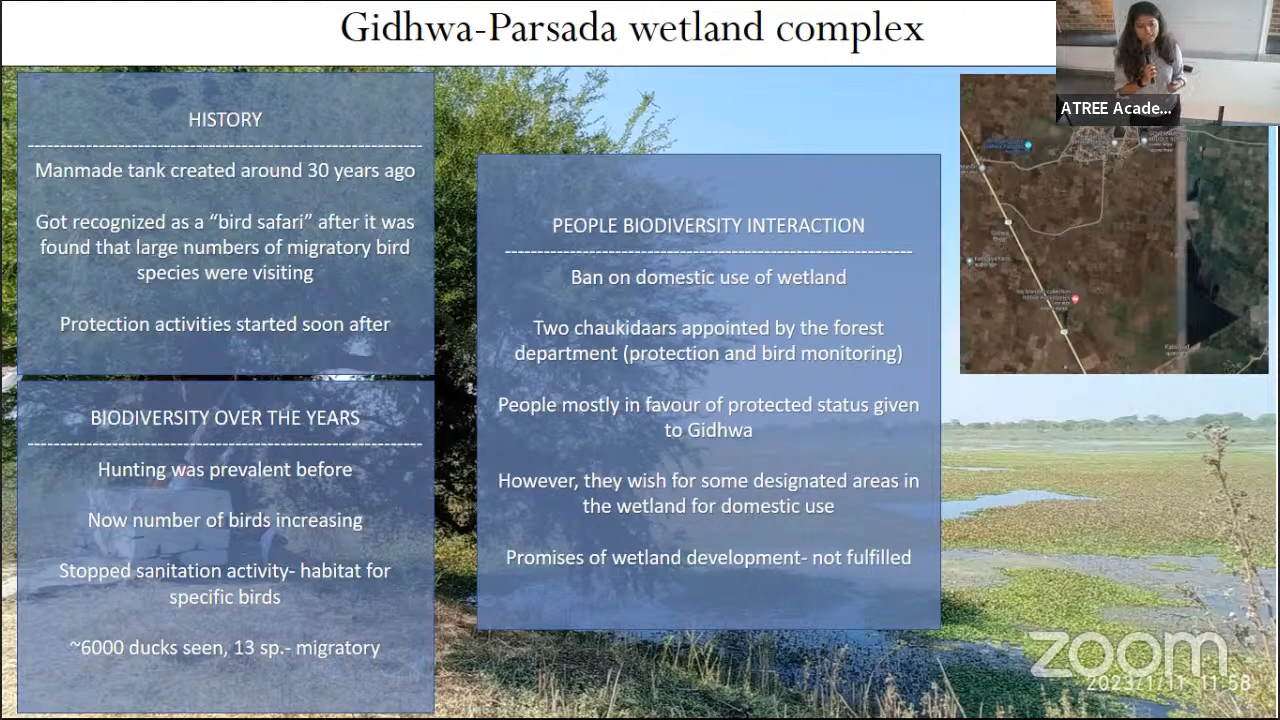 Gidhwa-Parsada wetland complex
ATREE Acade...
HISTORY
Manmade tank created around 30 years ago
Got recognized as a “bird safari” after it was
found that large numbers of migratory bird
species were visiting
Protection activities started soon after
BIODIVERSITY OVER THE YEARS
Hunting was prevalent before
Now number of birds increasing
Stopped sanitation activity- habitat for
specific birds
~6000 ducks seen, 13 sp.- migratory
PEOPLE BIODIVERSITY INTERACTION
Ban on domestic use of wetland
Two chaukidaars appointed by the forest
department (protection and bird monitoring)
People mostly in favour of protected status given
to Gidhwa
However, they wish for some designated areas in
the wetland for domestic use
Promises of wetland development- not fulfilled
zoom
2023/1/11 11:58